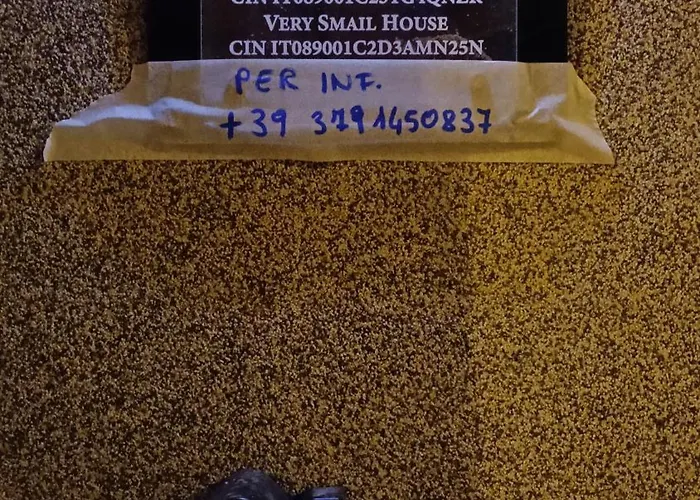 VERY SMAIL HOUSE
CIN IT089001C2D3AMN25N
PER INF.
+39 3791450837